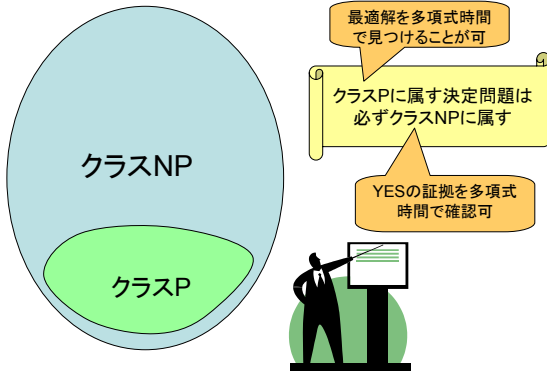 最適解を多項式時間
で見つけることが可
クラスPに属す決定問題は
必ずクラスNPに属す
YESの証拠を多項式
時間で確認可
クラスNP
クラスP